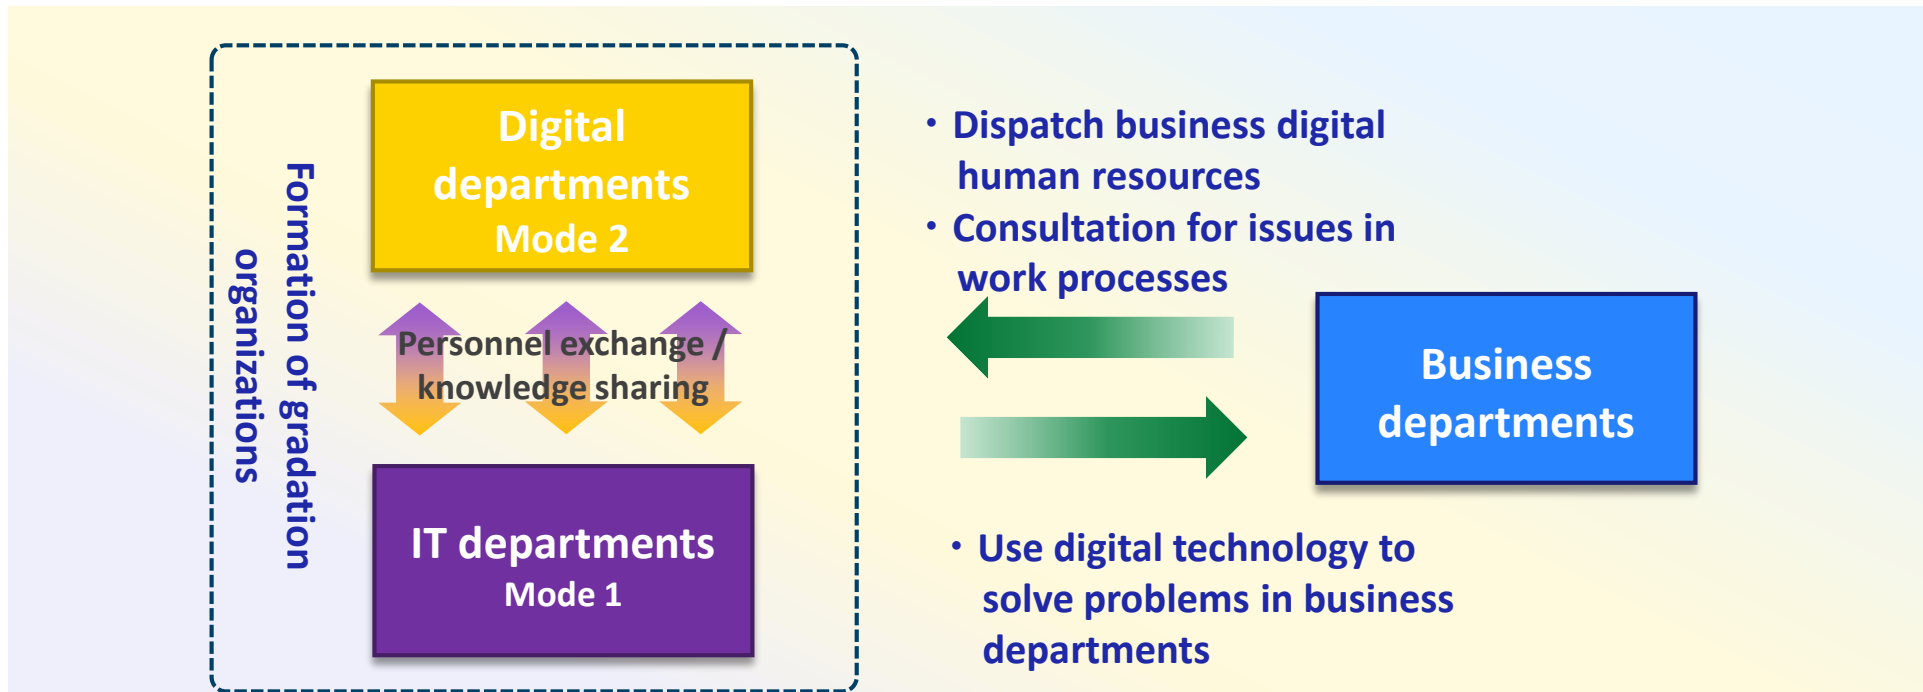 Formation of gradation
organizations
Digital
departments
Mode 2
Personnel exchange /
knowledge sharing
IT departments
Mode 1
・Dispatch business digital
human resources
・Consultation for issues in
work processes
Business
departments
・Use digital technology to
solve problems in business
departments